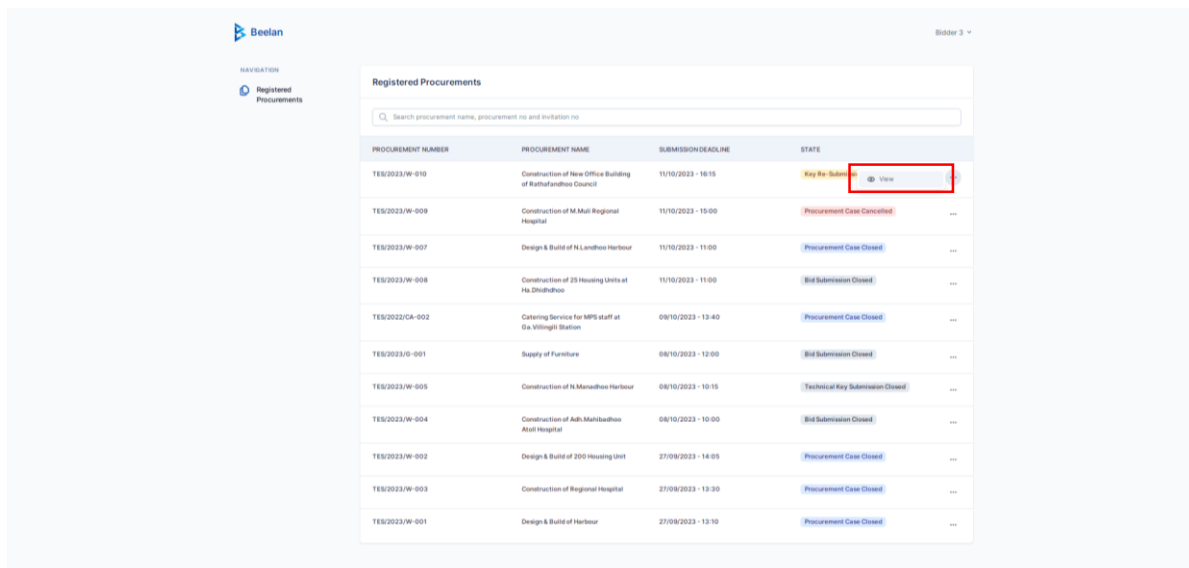 Beelan
Bidder 3
NAVIGATION
Registered
Procurements
Registered Procurements
Search procurement name, procurement no and invitation no
PROCUREMENT NUMBER PROCUREMENT NAME SUBMISSION DEADLINE STATE
TES/2023/W-010 Construction of New Office Building 11/10/2023 - 16:15 Key Re-Submi View
of Rathafandhoo Council
TES/2023/W-009 Construction of M.Muli Regional 11/10/2023 - 15:00 Procurement Case Cancelled ...
Hospital
TES/2023/W-007 Design & Build of N.Landhoo Harbour 11/10/2023 - 11:00 Procurement Case Closed ...
TES/2023/W-008 Construction of 25 Housing Units at 11/10/2023 - 11:00 Bid Submission Closed ...
Ha.Dhidhdhoo
TES/2022/CA-002 Catering Service for MPS staff at 09/10/2023 - 13:40 Procurement Case Closed ...
Ga.Villingili Station
TES/2023/G-001 Supply of Furniture 08/10/2023 - 12:00 Bid Submission Closed ...
TES/2023/W-005 Construction of N.Manadhoo Harbour 08/10/2023 - 10:15 Technical Key Submission Closed ...
TES/2023/W-004 Construction of Adh.Mahibadhoo 08/10/2023 - 10:00 Bid Submission Closed ...
Atoll Hospital
TES/2023/W-002 Design & Build of 200 Housing Unit 27/09/2023 - 14:05 Procurement Case Closed ...
TES/2023/W-003 Construction of Regional Hospital 27/09/2023 - 13:30 Procurement Case Closed ...
TES/2023/W-001 Design & Build of Harbour 27/09/2023 - 13:10 Procurement Case Closed ...